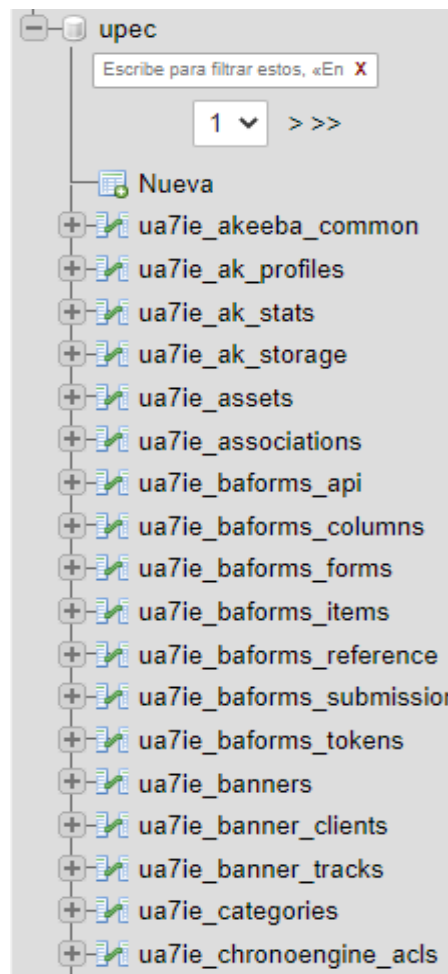 upec
Escribe para filtrar estos, «En X
1 > >>
Nueva
ua7ie_akeeba_common
ua7ie_ak_profiles
ua7ie_ak_stats
ua7ie_ak_storage
ua7ie_assets
ua7ie_associations
ua7ie_baforms_api
ua7ie_baforms_columns
ua7ie_baforms_forms
ua7ie_baforms_items
ua7ie_baforms_reference
ua7ie_baforms_submission
ua7ie_baforms_tokens
ua7ie_banners
ua7ie_banner_clients
ua7ie_banner_tracks
ua7ie_categories
ua7ie_chronoengine_acls